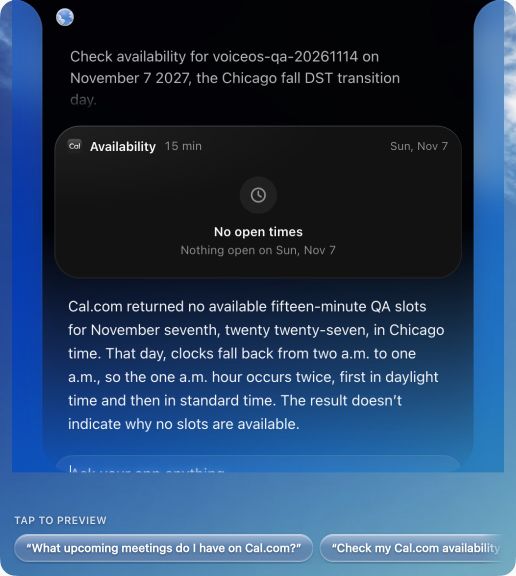 Check availability for voiceos-qa-20261114 on
November 7 2027, the Chicago fall DST transition
day.
Cal Availability 15 min Sun, Nov 7
No open times
Nothing open on Sun, Nov 7
Cal.com returned no available fifteen-minute QA slots
for November seventh, twenty twenty-seven, in Chicago
time. That day, clocks fall back from two a.m. to one
a.m., so the one a.m. hour occurs twice, first in daylight
time and then in standard time. The result doesn’t
indicate why no slots are available.
Ask your app anything
TAP TO PREVIEW
“What upcoming meetings do I have on Cal.com?” “Check my Cal.com availability